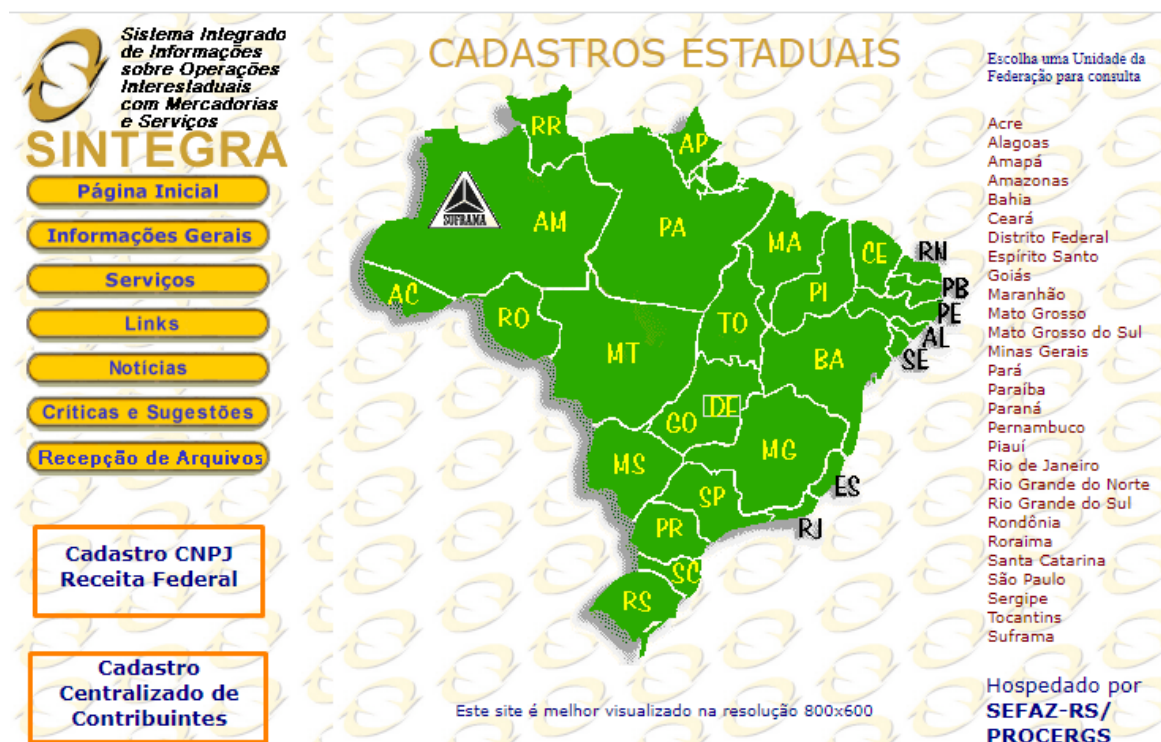 Sistema Integrado
de Informações
sobre Operações
Interestaduais
com Mercadorias
e Serviços
SINTEGRA
Página Inicial
Informações Gerais
Serviços
Links
Notícias
Críticas e Sugestões
Recepção de Arquivos
Cadastro CNPJ
Receita Federal
Cadastro
Centralizado de
Contribuintes
CADASTROS ESTADUAIS
RR
AP
SUFRAMA
AM
PA
MA
CE
RN
AC
RO
PI
PB
PE
TO
AL
MT
BA
SE
GO
DF
MS
MG
SP
ES
PR
RJ
SC
RS
Este site é melhor visualizado na resolução 800x600
Escolha uma Unidade da
Federação para consulta
Acre
Alagoas
Amapá
Amazonas
Bahia
Ceará
Distrito Federal
Espírito Santo
Goiás
Maranhão
Mato Grosso
Mato Grosso do Sul
Minas Gerais
Pará
Paraíba
Paraná
Pernambuco
Piauí
Rio de Janeiro
Rio Grande do Norte
Rio Grande do Sul
Rondônia
Roraima
Santa Catarina
São Paulo
Sergipe
Tocantins
Suframa
Hospedado por
SEFAZ-RS/
PROCERGS